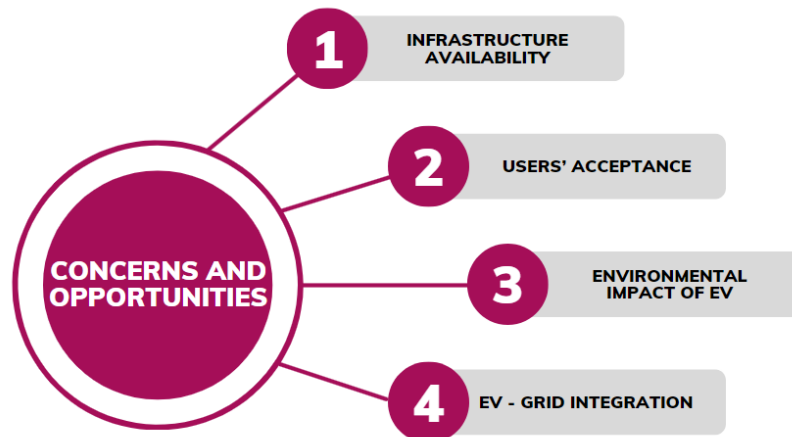 1
INFRASTRUCTURE
AVAILABILITY
2
USERS' ACCEPTANCE
CONCERNS AND
OPPORTUNITIES
3
ENVIRONMENTAL
IMPACT OF EV
4
EV - GRID INTEGRATION